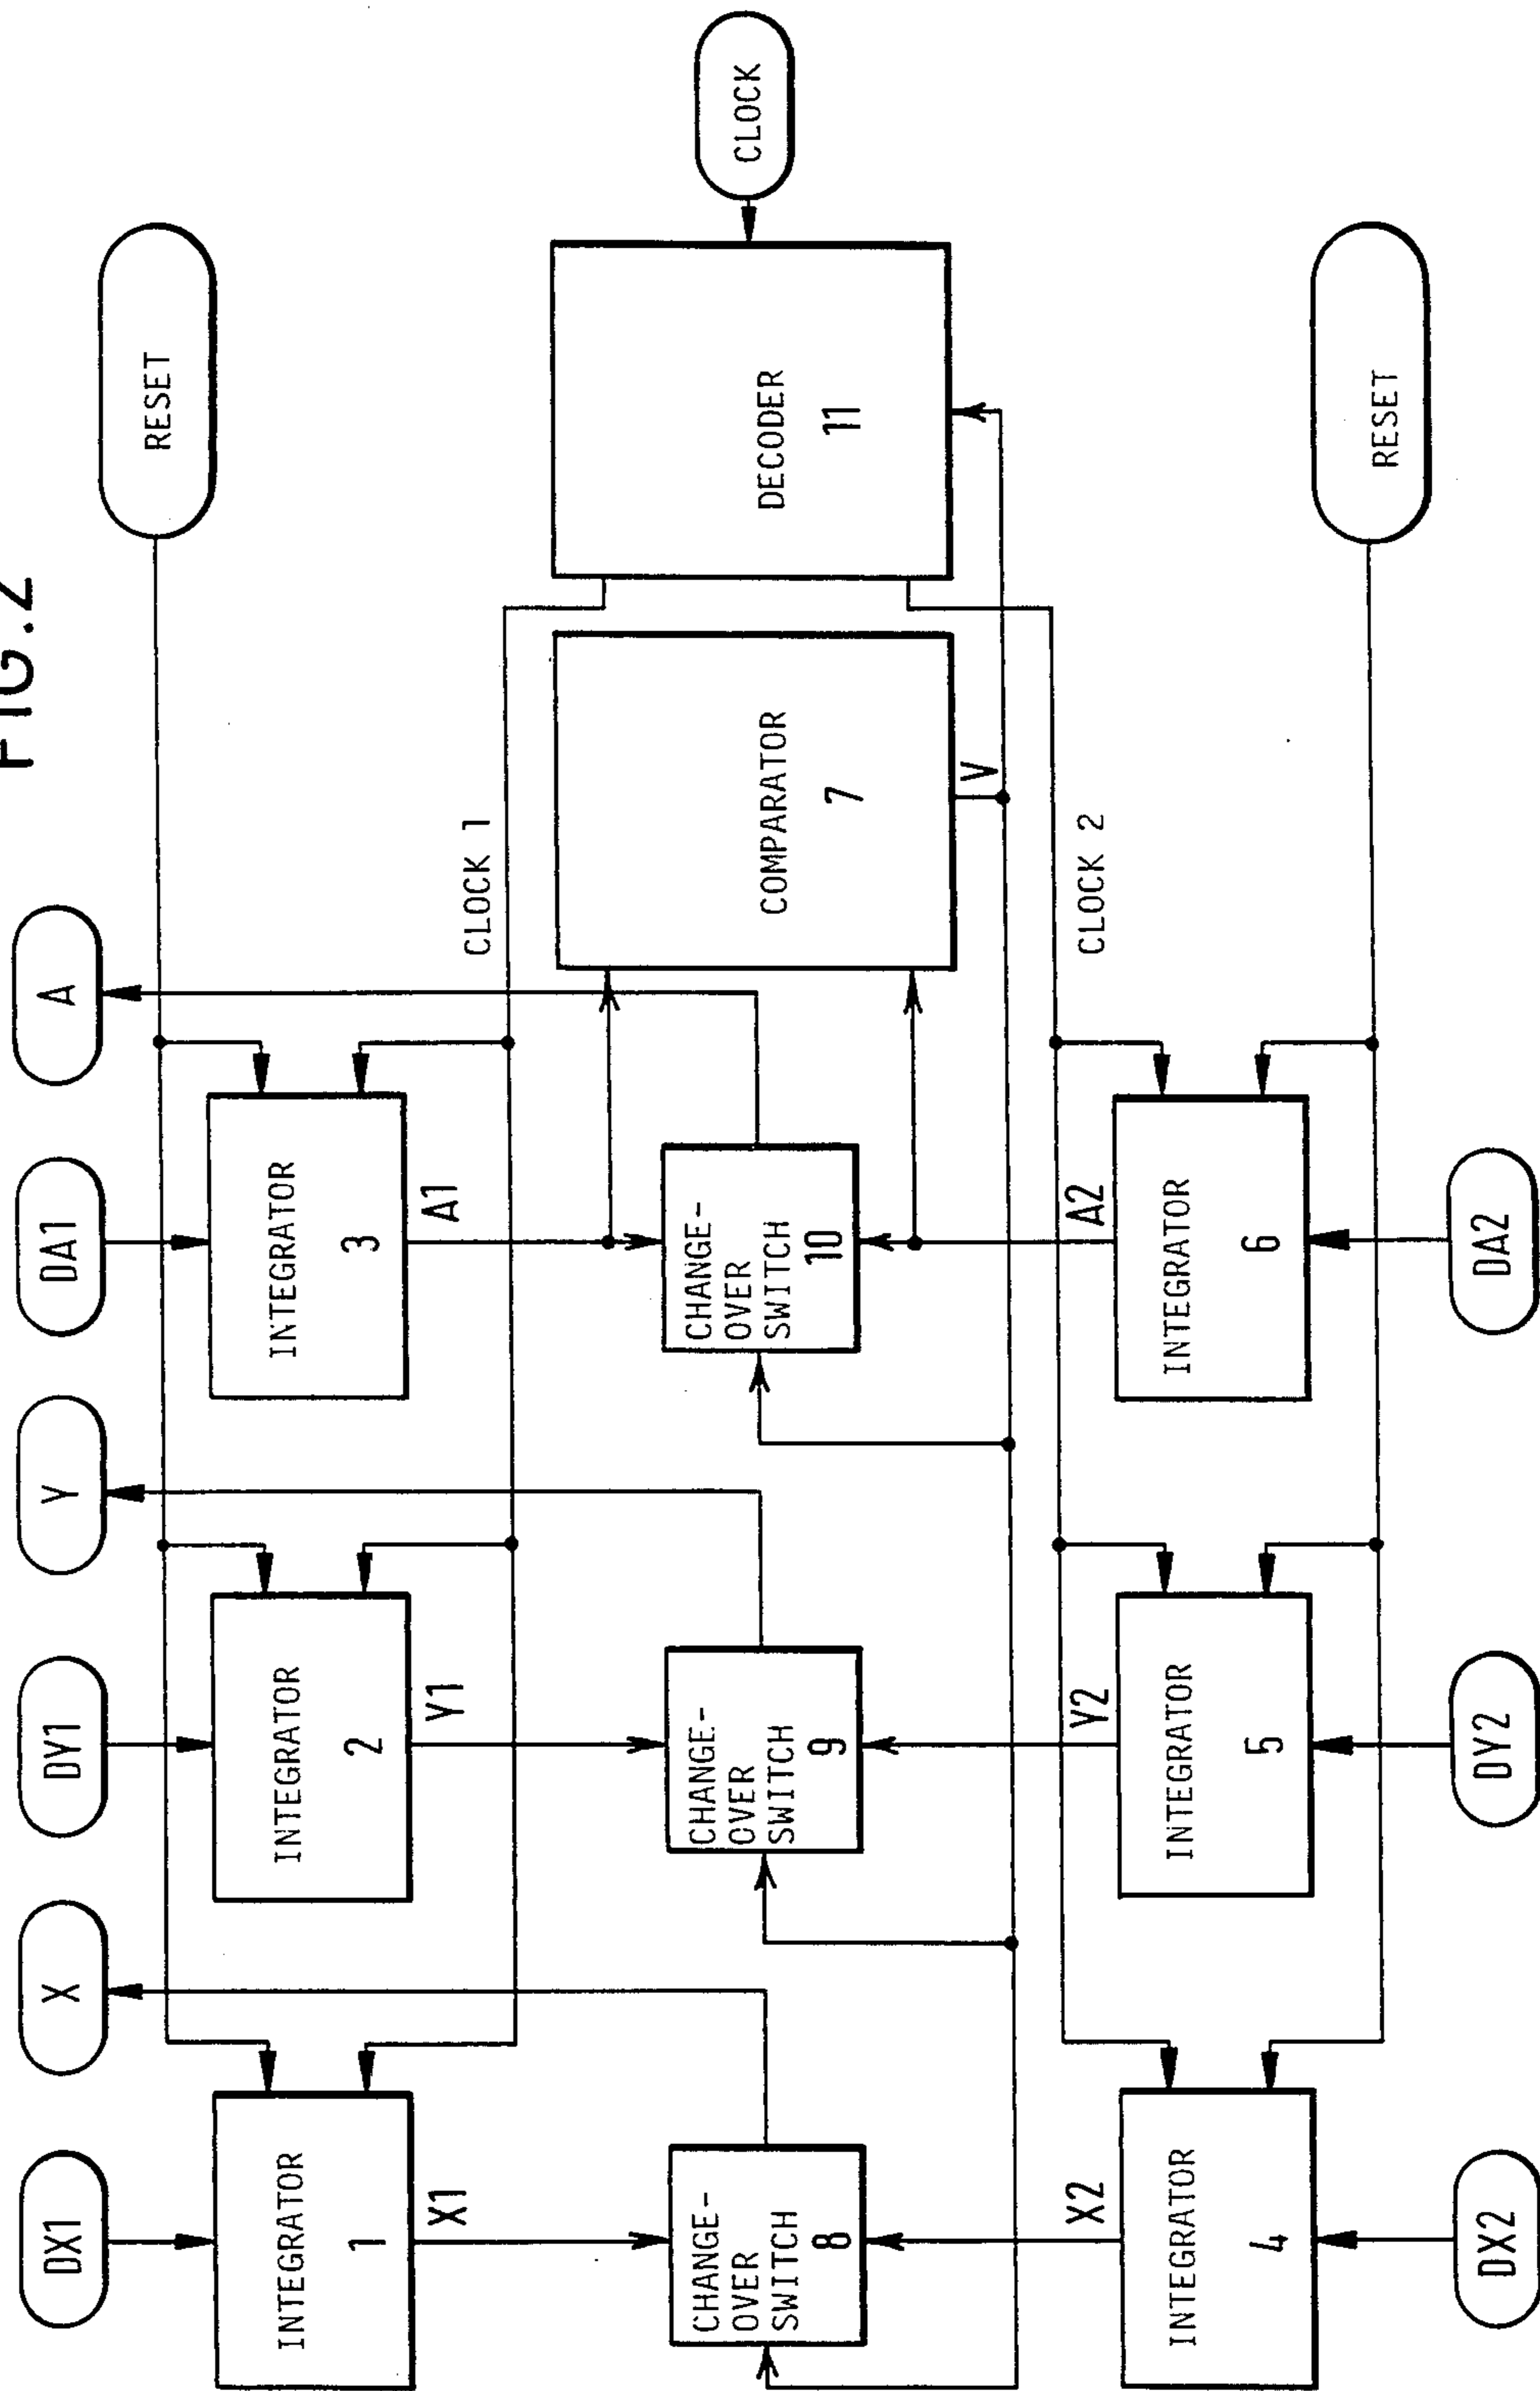 FIG.2
DX1
X
DY1
Y
DA1
A
RESET
INTEGRATOR
1
INTEGRATOR
2
INTEGRATOR
3
X1
Y1
A1
CLOCK 1
CHANGE-
OVER
SWITCH
8
CHANGE-
OVER
SWITCH
9
CHANGE-
OVER
SWITCH
10
COMPARATOR
7
DECODER
11
CLOCK
V
X2
Y2
A2
CLOCK 2
INTEGRATOR
4
INTEGRATOR
5
INTEGRATOR
6
RESET
DX2
DY2
DA2